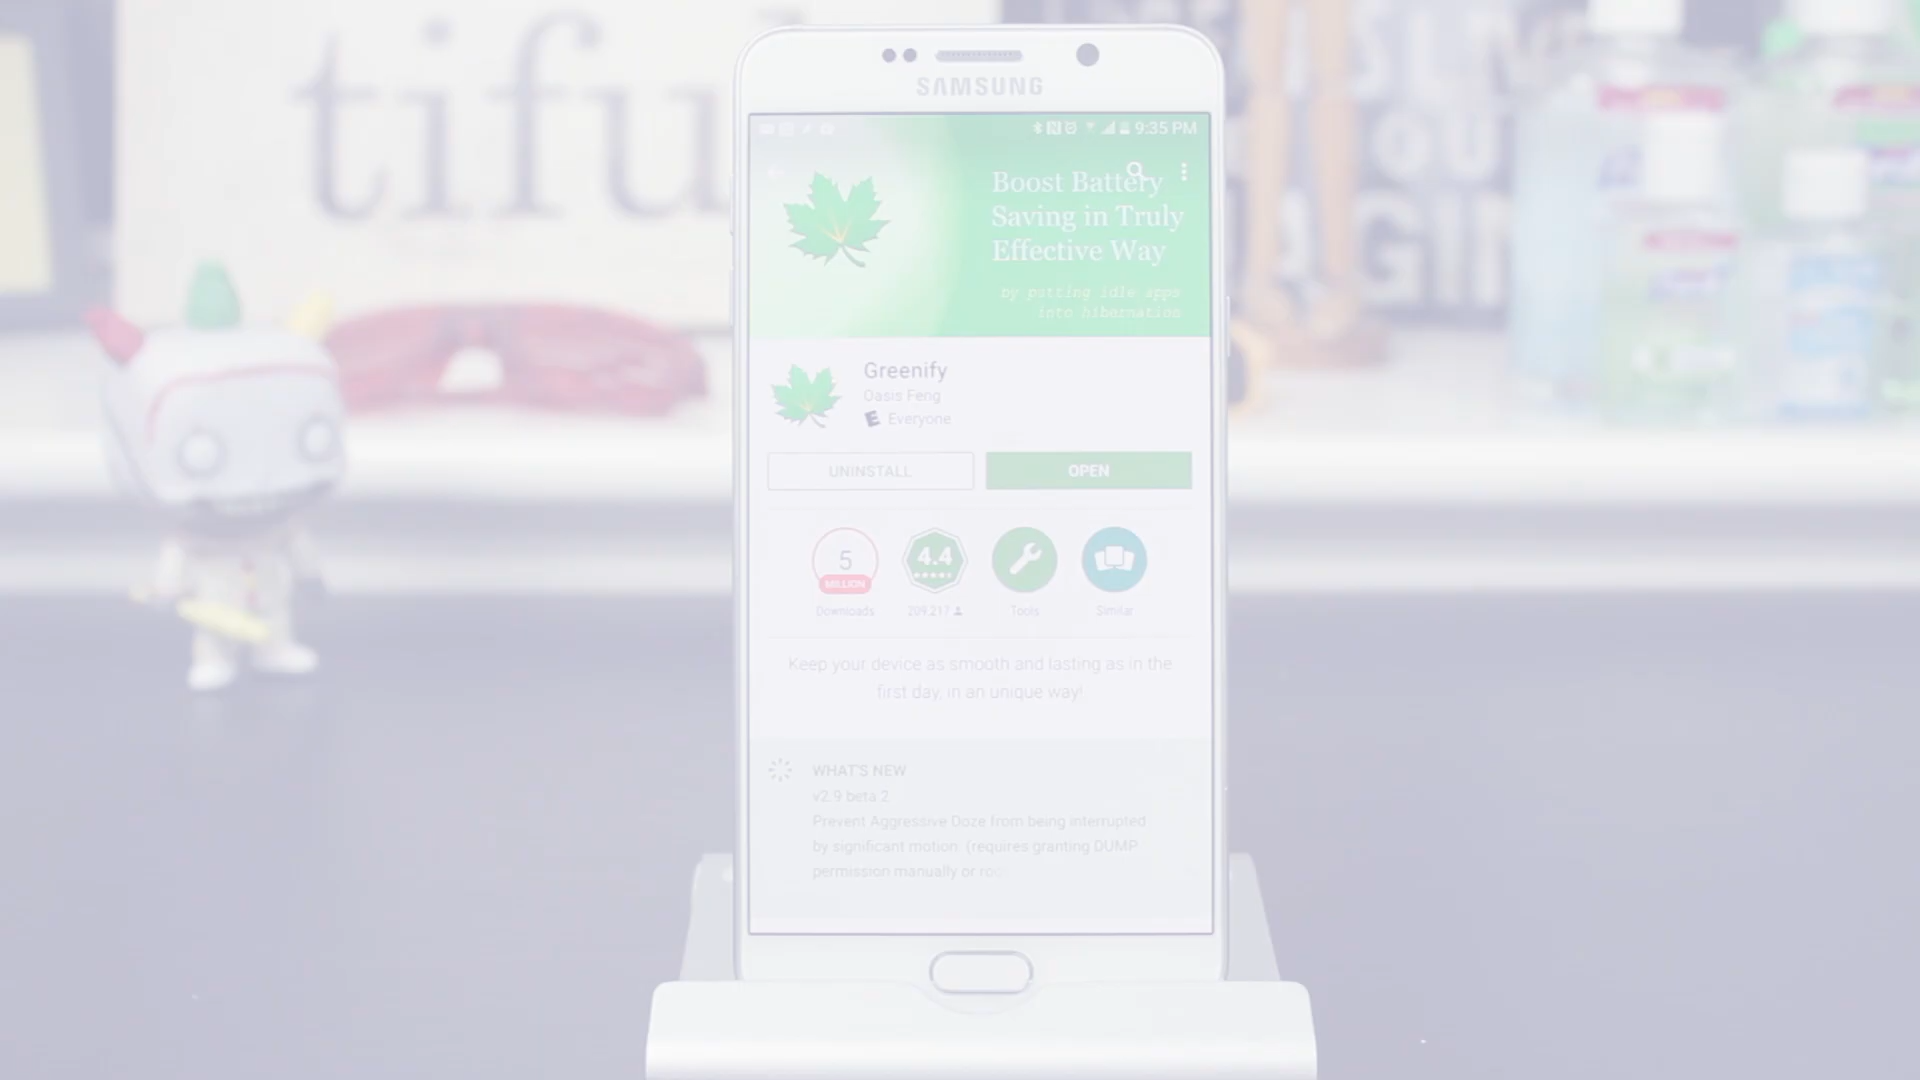 tifu
SAMSUNG
9:35 PM
Boost Battery
Saving in Truly
Effective Way
by putting idle apps
into hibernation
Greenify
Oasis Feng
E Everyone
UNINSTALL
OPEN
5
MILLION
4.4
Downloads
209,217
Tools
Similar
Keep your device as smooth and lasting as in the
first day, in an unique way!
WHAT'S NEW
v2.9 beta 2
Prevent Aggressive Doze from being interrupted
by significant motion. (requires granting DUMP
permission manually or roo